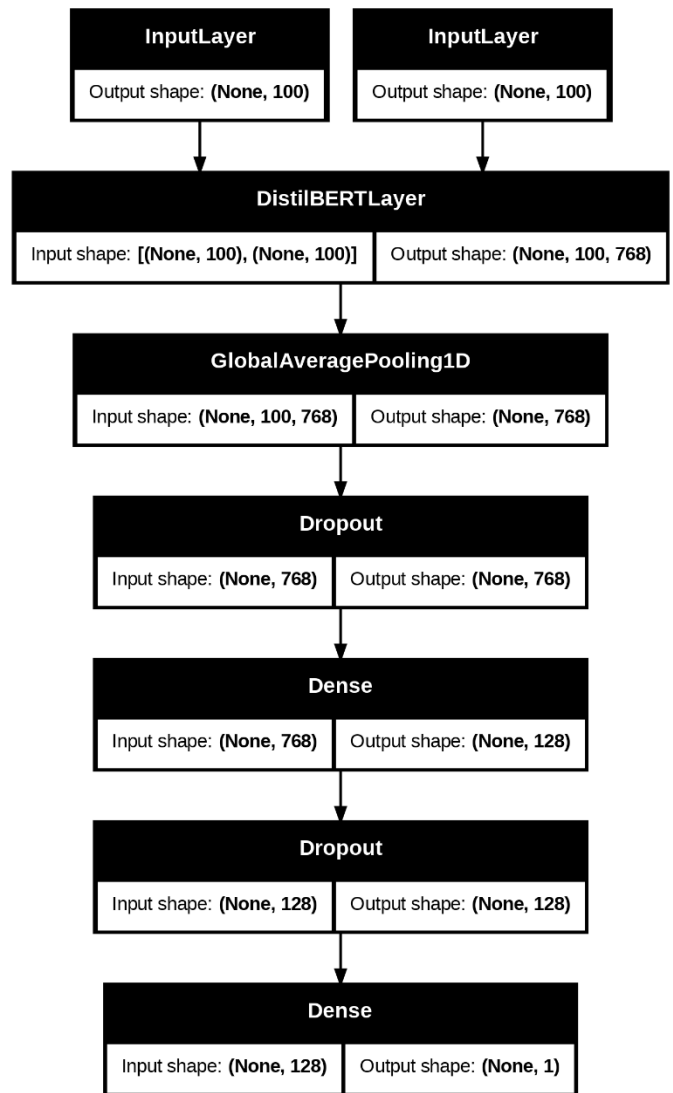 InputLayer InputLayer
Output shape: (None, 100) Output shape: (None, 100)
DistilBERTLayer
Input shape: [(None, 100), (None, 100)] Output shape: (None, 100, 768)
GlobalAveragePooling1D
Input shape: (None, 100, 768) Output shape: (None, 768)
Dropout
Input shape: (None, 768) Output shape: (None, 768)
Dense
Input shape: (None, 768) Output shape: (None, 128)
Dropout
Input shape: (None, 128) Output shape: (None, 128)
Dense
Input shape: (None, 128) Output shape: (None, 1)